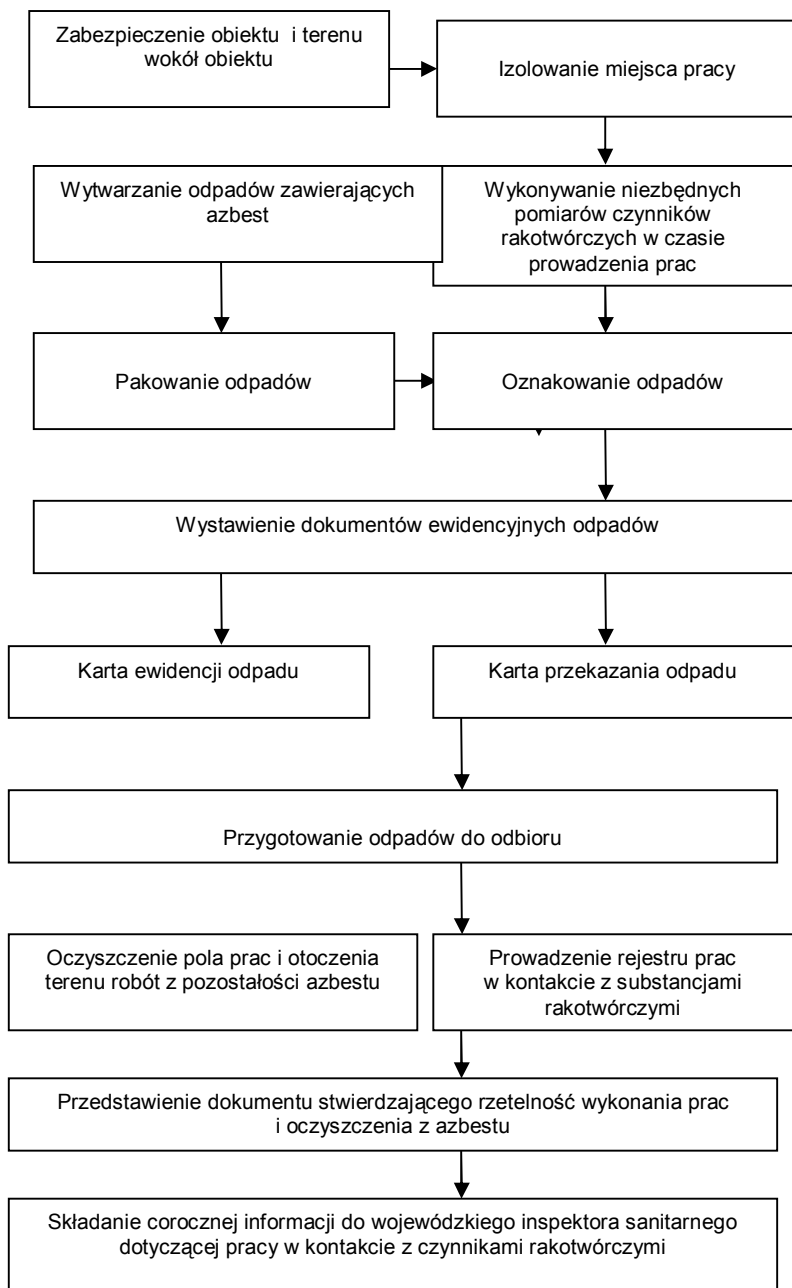 Zabezpieczenie obiektu i terenu
wokół obiektu
Izolowanie miejsca pracy
Wytwarzanie odpadów zawierających
azbest
Wykonywanie niezbędnych
pomiarów czynników
rakotwórczych w czasie
prowadzenia prac
Pakowanie odpadów
Oznakowanie odpadów
Wystawienie dokumentów ewidencyjnych odpadów
Karta ewidencji odpadu
Karta przekazania odpadu
Przygotowanie odpadów do odbioru
Oczyszczenie pola prac i otoczenia
terenu robót z pozostałości azbestu
Prowadzenie rejestru prac
w kontakcie z substancjami
rakotwórczymi
Przedstawienie dokumentu stwierdzającego rzetelność wykonania prac
i oczyszczenia z azbestu
Składanie corocznej informacji do wojewódzkiego inspektora sanitarnego
dotyczącej pracy w kontakcie z czynnikami rakotwórczymi